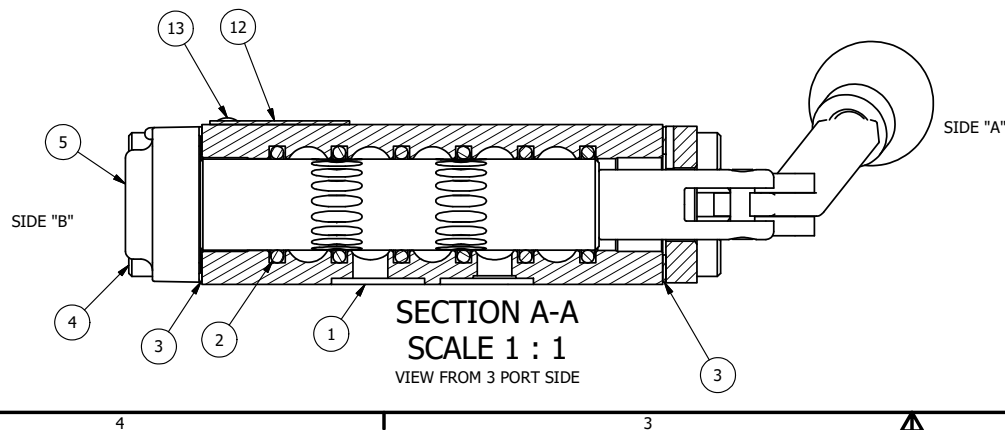 13
12
5
SIDE "A"
SIDE "B"
4
3
2
1
SECTION A-A
SCALE 1 : 1
VIEW FROM 3 PORT SIDE
3
4
3